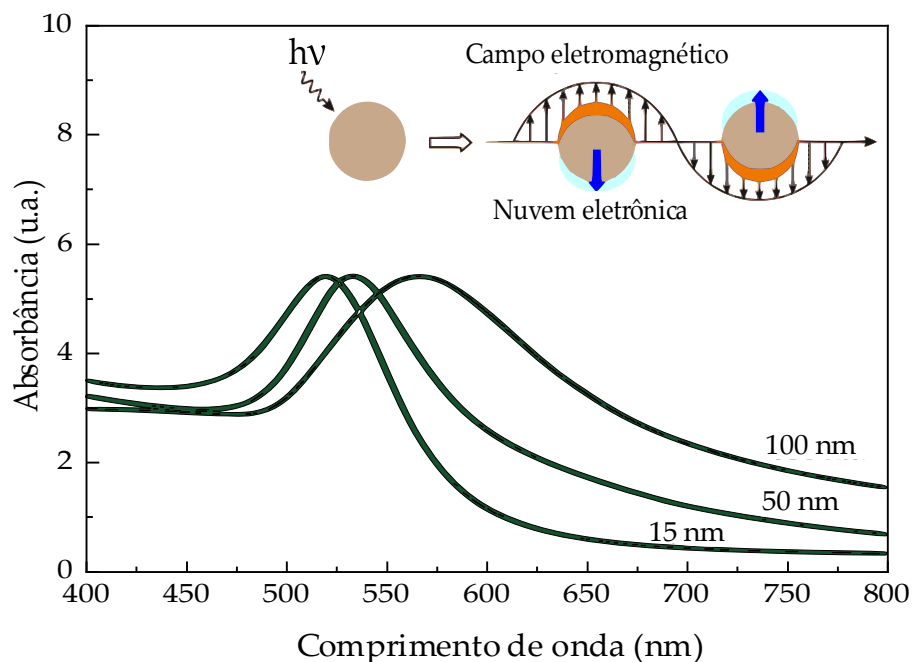 10
8
6
4
2
0
Absorbância (u.a.)
hν
Campo eletromagnético
Nuvem eletrônica
100 nm
50 nm
15 nm
400 450 500 550 600 650 700 750 800
Comprimento de onda (nm)